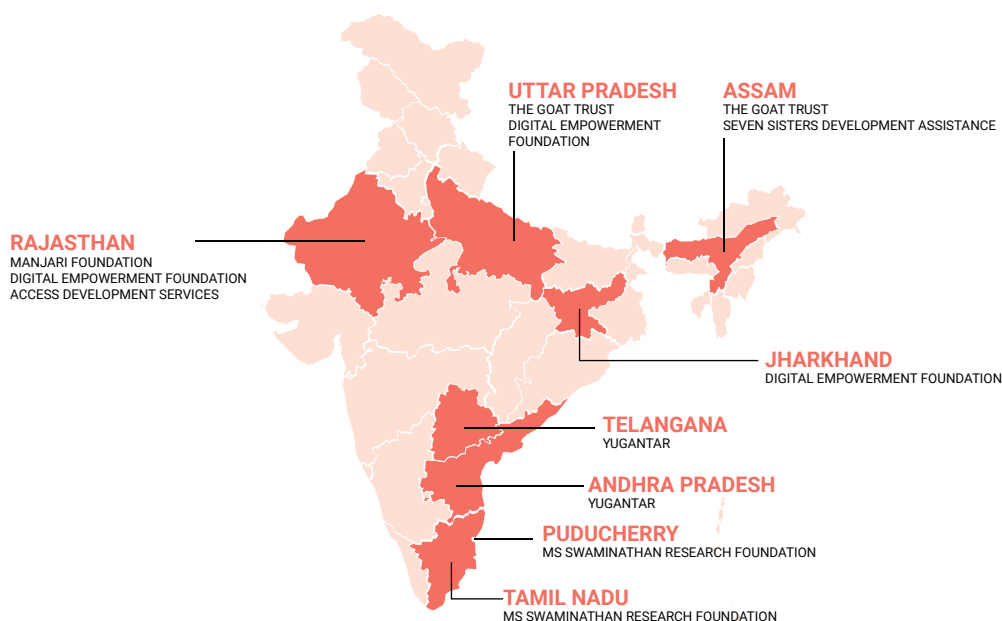 UTTAR PRADESH
THE GOAT TRUST
DIGITAL EMPOWERMENT
FOUNDATION
ASSAM
THE GOAT TRUST
SEVEN SISTERS DEVELOPMENT ASSISTANCE
RAJASTHAN
MANJARI FOUNDATION
DIGITAL EMPOWERMENT FOUNDATION
ACCESS DEVELOPMENT SERVICES
JHARKHAND
DIGITAL EMPOWERMENT FOUNDATION
TELANGANA
YUGANTAR
ANDHRA PRADESH
YUGANTAR
PUDUCHERRY
MS SWAMINATHAN RESEARCH FOUNDATION
TAMIL NADU
MS SWAMINATHAN RESEARCH FOUNDATION